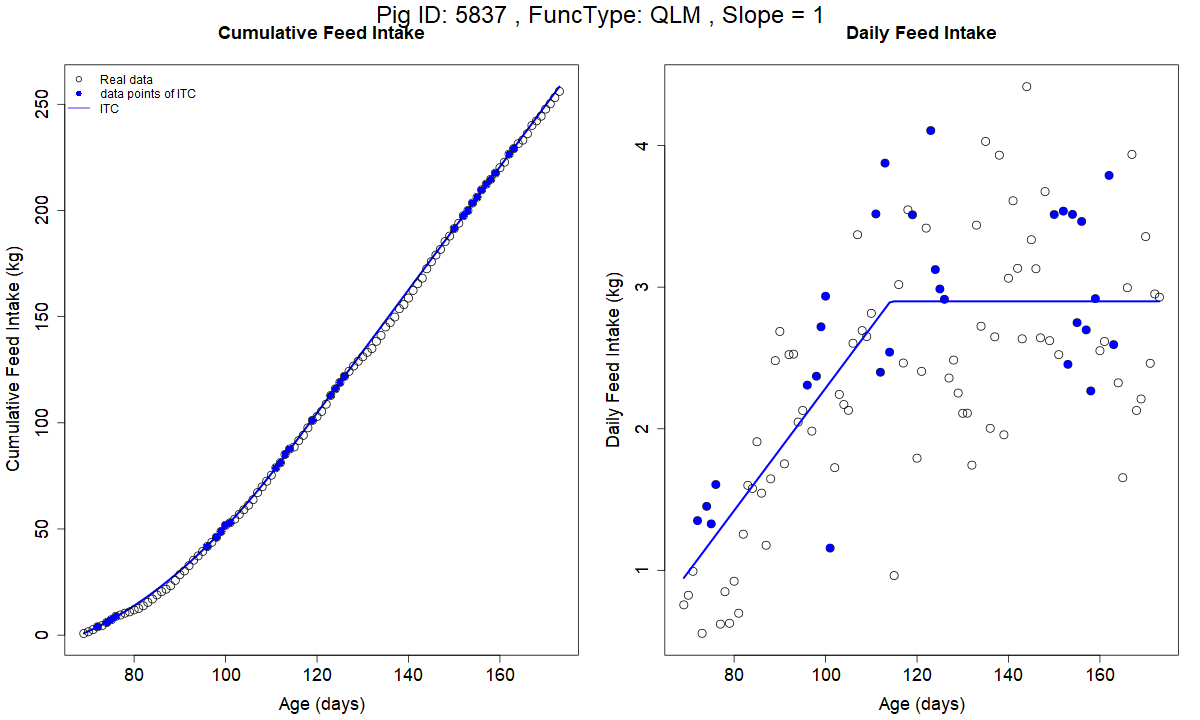 Pig ID: 5837 , FuncType: QLM , Slope = 1
Cumulative Feed Intake
Real data
data points of ITC
ITC
Cumulative Feed Intake (kg)
250
200
150
100
50
0
80 100 120 140 160
Age (days)
Daily Feed Intake
Daily Feed Intake (kg)
4
3
2
1
80 100 120 140 160
Age (days)